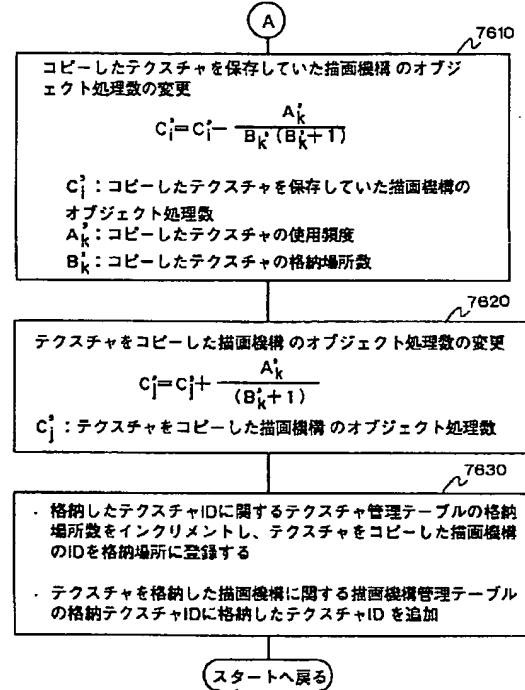 A
7610
コピーしたテクスチャを保存していた描画機構 のオブジ
ェクト処理数の変更
C'i=C'i- A'k / B'k (B'k+1)
C'i：コピーしたテクスチャを保存していた描画機構の
オブジェクト処理数
A'k：コピーしたテクスチャの使用頻度
B'k：コピーしたテクスチャの格納場所数
7620
テクスチャをコピーした描画機構 のオブジェクト処理数の変更
C'j=C'j+ A'k / (B'k+1)
C'j：テクスチャをコピーした描画機構 のオブジェクト処理数
7630
・ 格納したテクスチャIDに関するテクスチャ管理テーブルの格納
場所数をインクリメントし、テクスチャをコピーした描画機構
のIDを格納場所に登録する
・ テクスチャを格納した描画機構に関する描画機構管理テーブル
の格納テクスチャIDに格納したテクスチャID を追加
スタートへ戻る